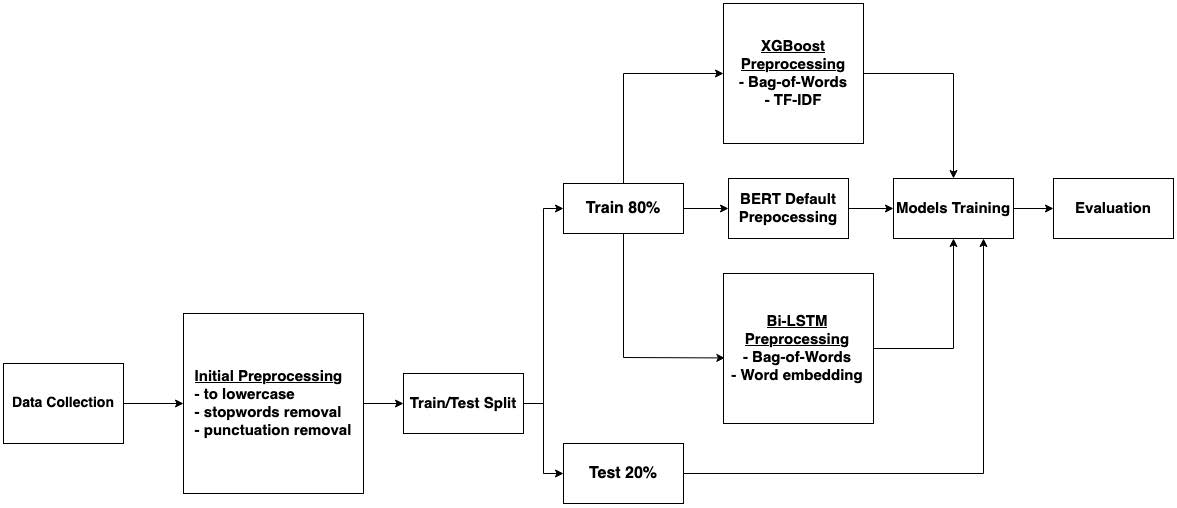 XGBoost
Preprocessing
- Bag-of-Words
- TF-IDF
Train 80%
BERT Default
Prepocessing
Models Training
Evaluation
Bi-LSTM
Preprocessing
- Bag-of-Words
- Word embedding
Data Collection
Initial Preprocessing
- to lowercase
- stopwords removal
- punctuation removal
Train/Test Split
Test 20%